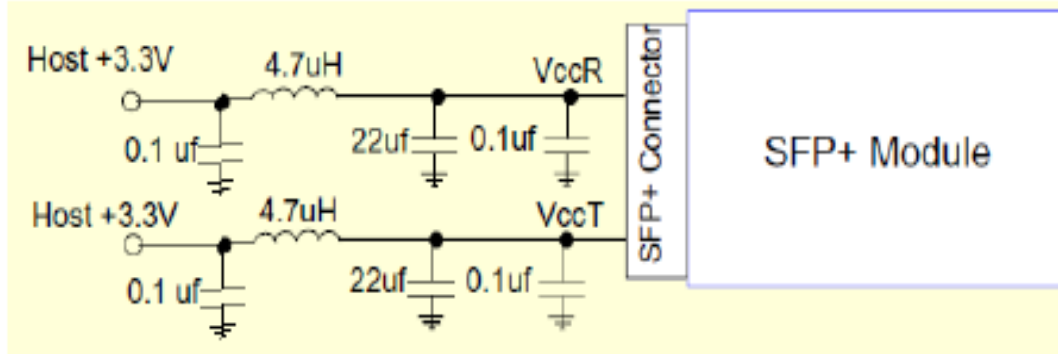 Host +3.3V
4.7uH
VccR
0.1 uf
22uf
0.1uf
Host +3.3V
4.7uH
VccT
0.1 uf
22uf
0.1uf
SFP+ Connector
SFP+ Module